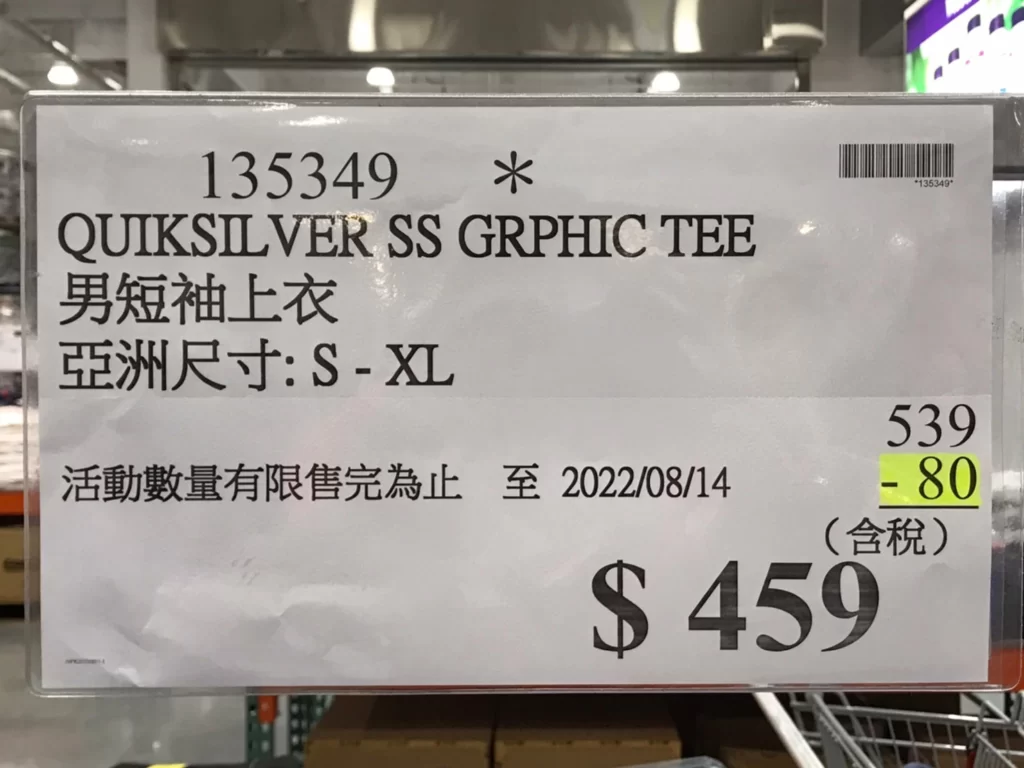 135349 *
*135349*
QUIKSILVER SS GRPHIC TEE
男短袖上衣
亞洲尺寸: S - XL
539
活動數量有限售完為止 至 2022/08/14 - 80
(含稅)
$ 459